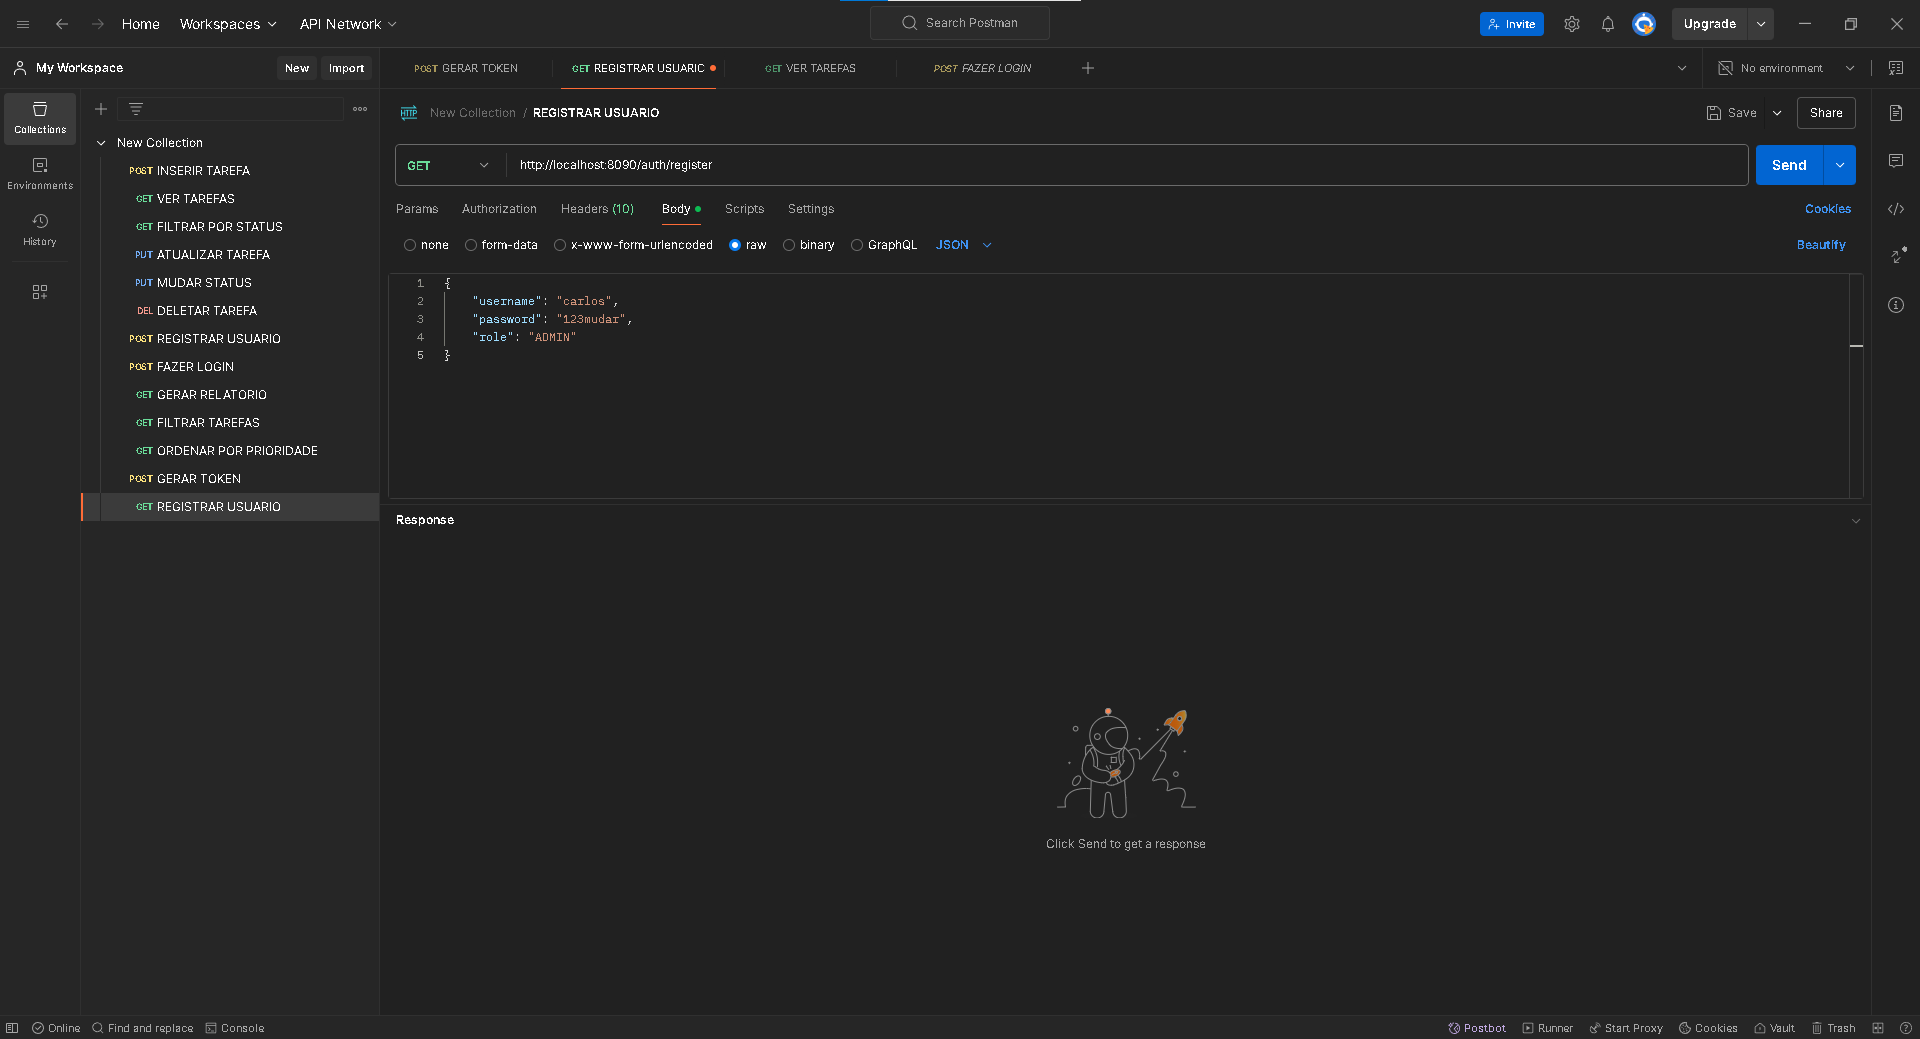 Home Workspaces API Network Search Postman Invite Upgrade
My Workspace New Import POST GERAR TOKEN GET REGISTRAR USUARIC POST VER TAREFAS POST FAZER LOGIN No environment
Collections
Environments
History
New Collection
POST INSERIR TAREFA
GET VER TAREFAS
GET FILTRAR POR STATUS
PUT ATUALIZAR TAREFA
PUT MUDAR STATUS
DEL DELETAR TAREFA
POST REGISTRAR USUARIO
POST FAZER LOGIN
GET GERAR RELATORIO
GET FILTRAR TAREFAS
GET ORDENAR POR PRIORIDADE
POST GERAR TOKEN
GET REGISTRAR USUARIO
HTTP New Collection / REGISTRAR USUARIO Save Share
GET http://localhost:8090/auth/register Send
Params Authorization Headers (10) Body Scripts Settings Cookies
none form-data x-www-form-urlencoded raw binary GraphQL JSON Beautify
1 {
2 "username": "carlos",
3 "password": "123mudar",
4 "role": "ADMIN"
5 }
Response
Click Send to get a response
Online Find and replace Console Postbot Runner Start Proxy Cookies Vault Trash